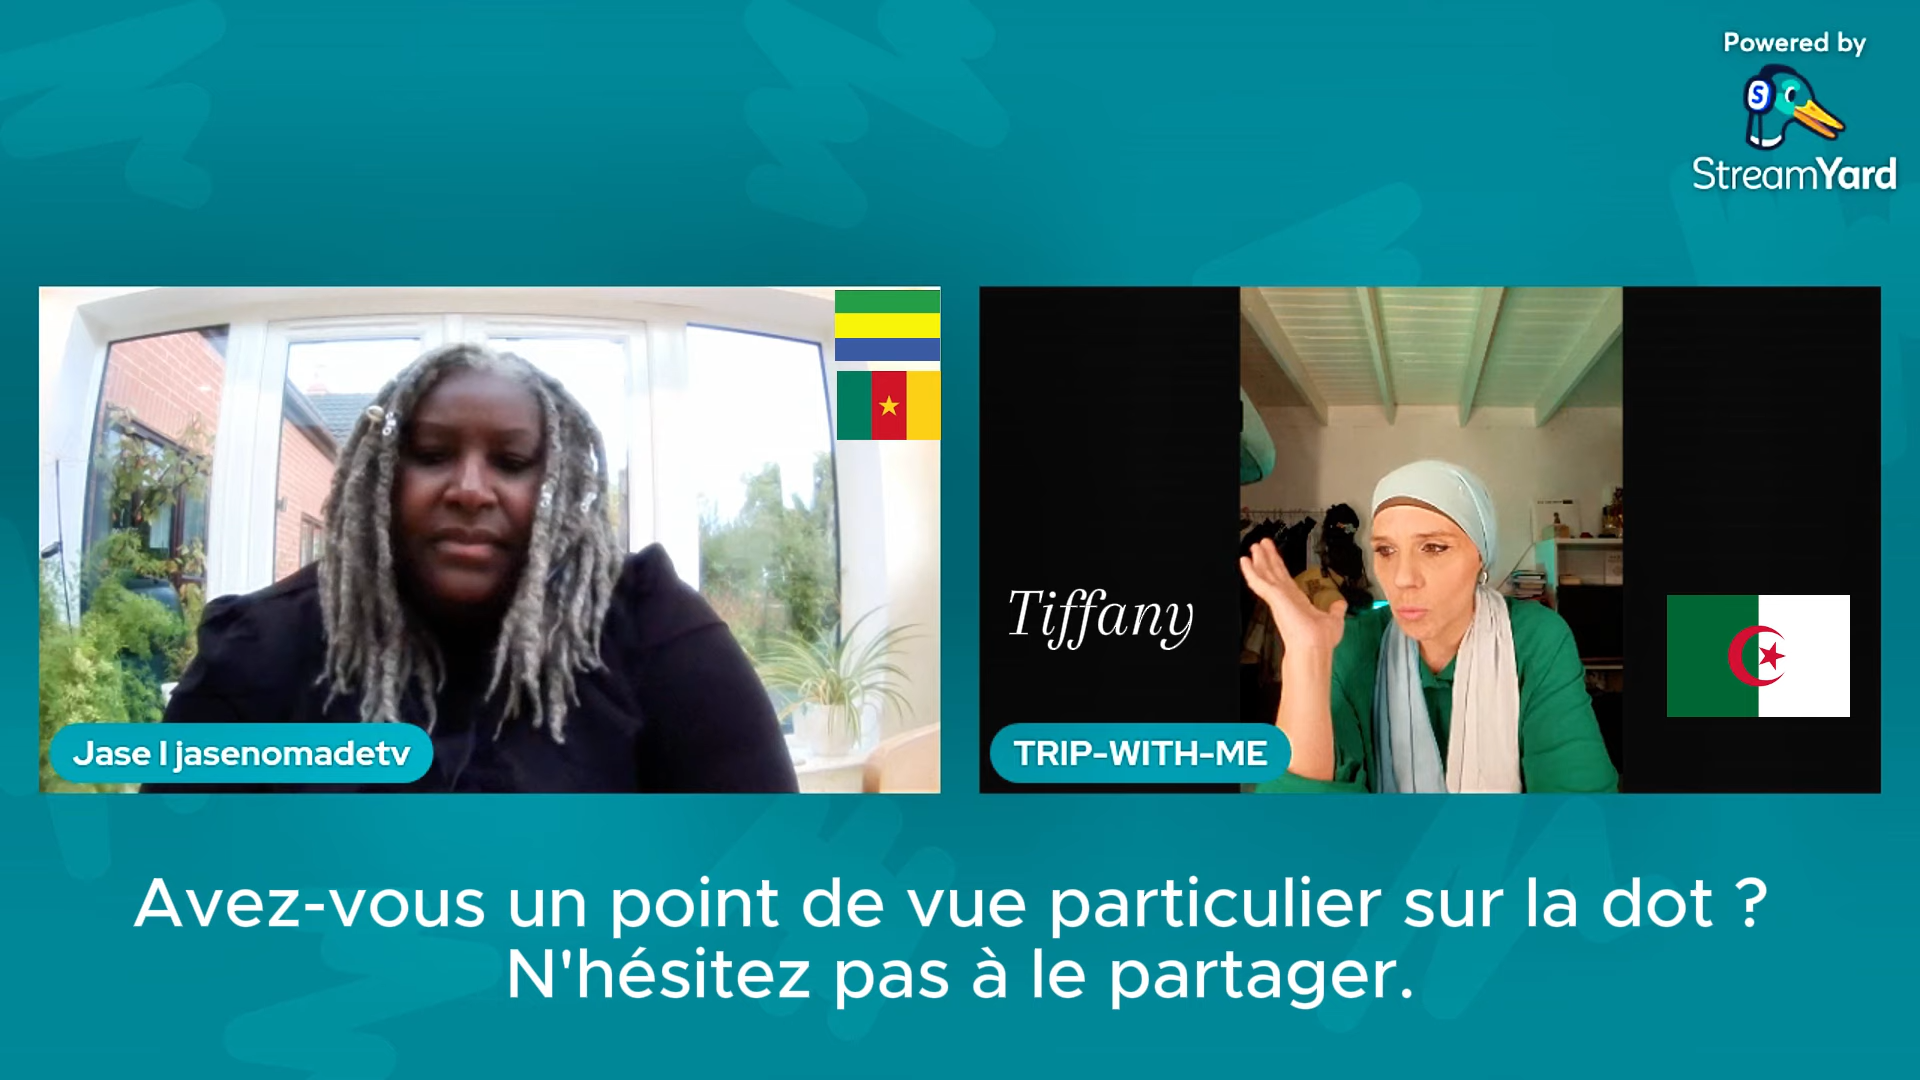 Powered by
S
StreamYard
Tiffany
Jase I jasenomadetv
TRIP-WITH-ME
Avez-vous un point de vue particulier sur la dot ?
N'hésitez pas à le partager.